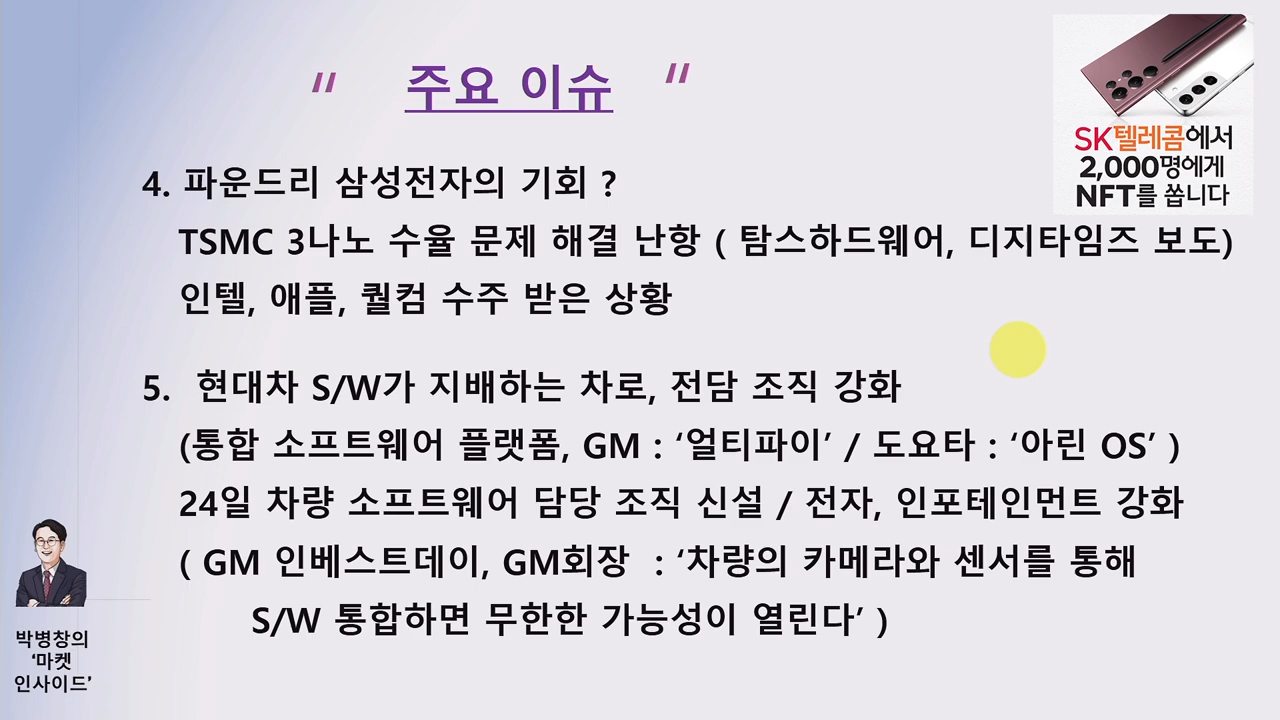 " 주요 이슈 "
SK텔레콤에서
2,000명에게
NFT를 쏩니다
4. 파운드리 삼성전자의 기회 ?
TSMC 3나노 수율 문제 해결 난항 ( 탐스하드웨어, 디지타임즈 보도)
인텔, 애플, 퀄컴 수주 받은 상황
5. 현대차 S/W가 지배하는 차로, 전담 조직 강화
(통합 소프트웨어 플랫폼, GM : ‘얼티파이’ / 도요타 : ‘아린 OS’ )
24일 차량 소프트웨어 담당 조직 신설 / 전자, 인포테인먼트 강화
( GM 인베스트데이, GM회장 : ‘차량의 카메라와 센서를 통해
S/W 통합하면 무한한 가능성이 열린다’ )
박병창의
‘마켓
인사이드’